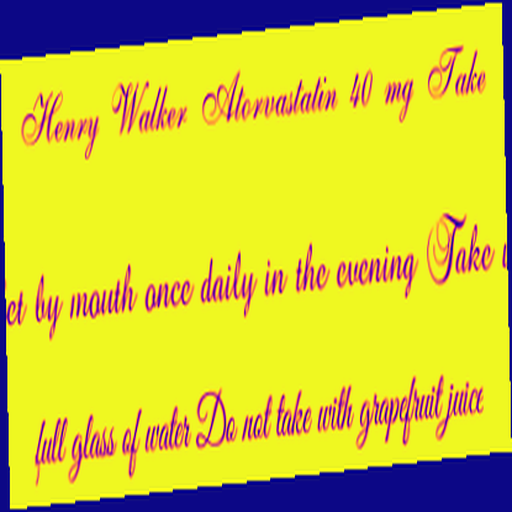 Henry Walker Atorvastatin 40 mg Take
by mouth once daily in the evening Take
full glass of water Do not take with grapefruit juice